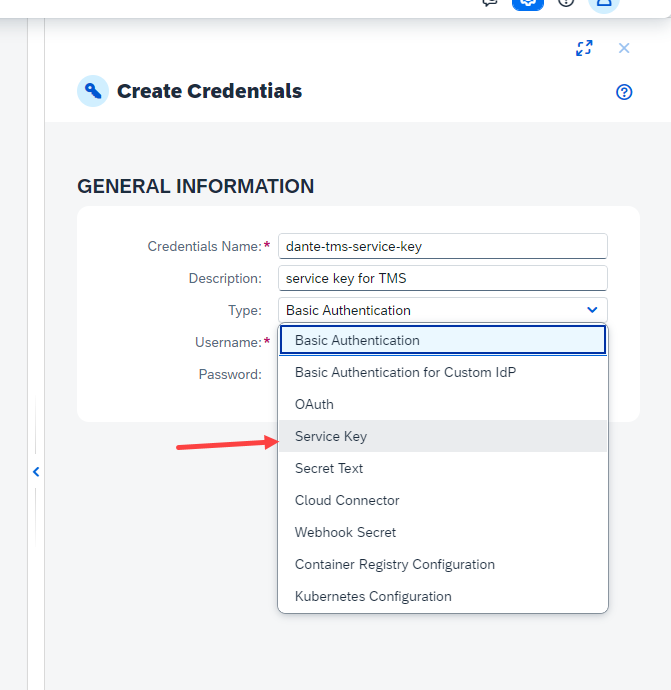 Create Credentials
GENERAL INFORMATION
Credentials Name:* dante-tms-service-key
Description: service key for TMS
Type: Basic Authentication
Username:*
Password:
Basic Authentication
Basic Authentication for Custom IdP
OAuth
Service Key
Secret Text
Cloud Connector
Webhook Secret
Container Registry Configuration
Kubernetes Configuration